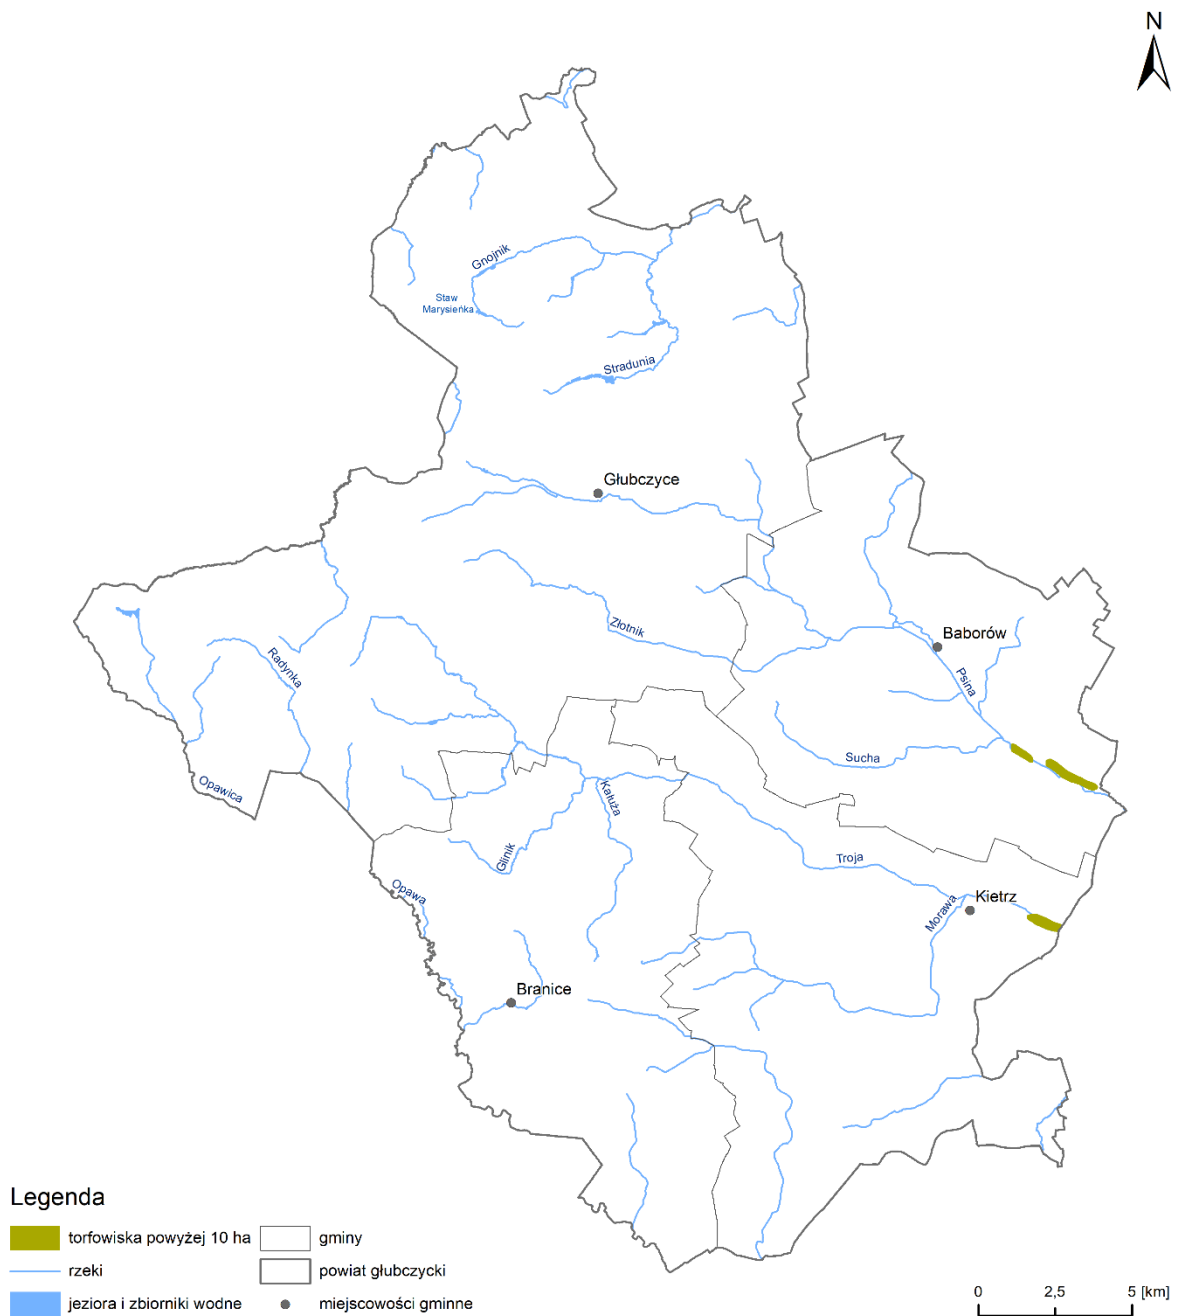 N
Gnojnik
Staw
Marysieńka
Stradunia
Głubczyce
Złotnik
Baborów
Radynka
Psina
Sucha
Opawica
Kałuża
Glinik
Troja
Opawa
Kietrz
Morawa
Branice
Legenda
torfowiska powyżej 10 ha
gminy
rzeki
powiat głubczycki
jeziora i zbiorniki wodne
miejscowości gminne
0 2,5 5 [km]